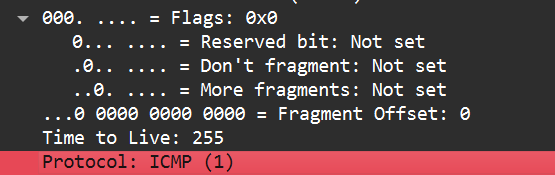 000. .... = Flags: 0x0
0... .... = Reserved bit: Not set
.0.. .... = Don't fragment: Not set
..0. .... = More fragments: Not set
...0 0000 0000 0000 = Fragment Offset: 0
Time to Live: 255
Protocol: ICMP (1)